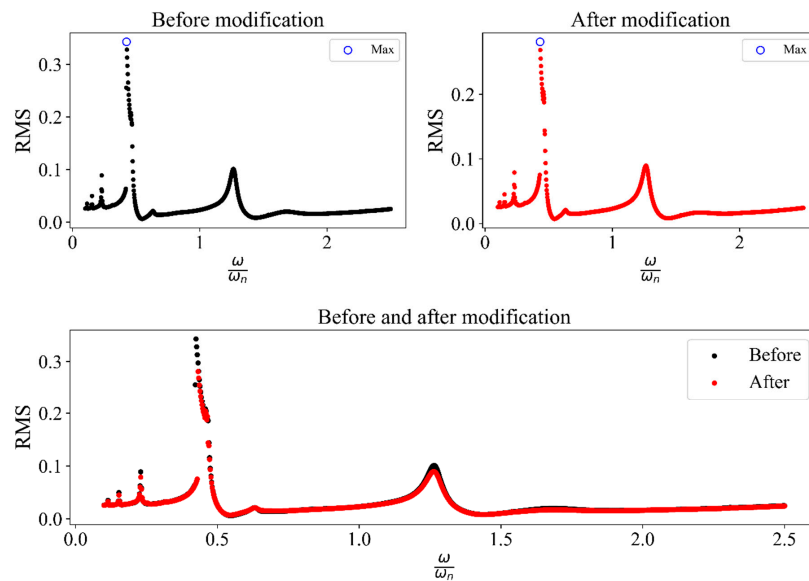 Before modification
After modification
Max
Max
RMS
RMS
0.3
0.2
0.1
0.0
0.2
0.1
0.0
0 1 2
0 1 2
ω/ωₙ
ω/ωₙ
Before and after modification
Before
After
RMS
0.3
0.2
0.1
0.0
0.0 0.5 1.0 1.5 2.0 2.5
ω/ωₙ